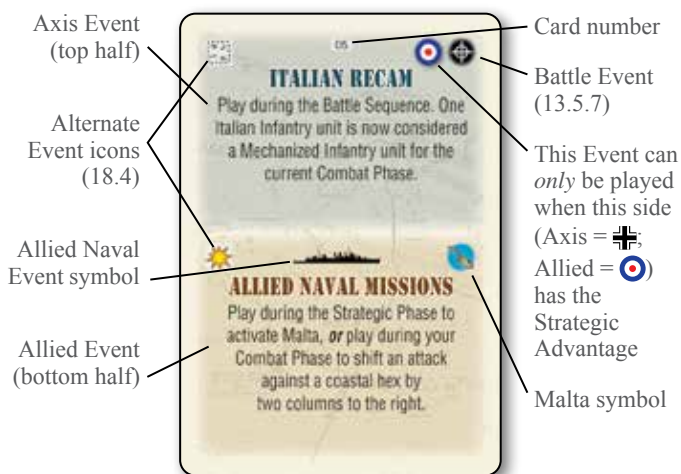 Axis Event
(top half)
Alternate
Event icons
(18.4)
Allied Naval
Event symbol
Allied Event
(bottom half)
D5
ITALIAN RECAM
Play during the Battle Sequence. One
Italian Infantry unit is now considered
a Mechanized Infantry unit for the
current Combat Phase.
ALLIED NAVAL MISSIONS
Play during the Strategic Phase to
activate Malta, or play during your
Combat Phase to shift an attack
against a coastal hex by
two columns to the right.
Card number
Battle Event
(13.5.7)
This Event can
only be played
when this side
(Axis = ;
Allied = )
has the
Strategic
Advantage
Malta symbol